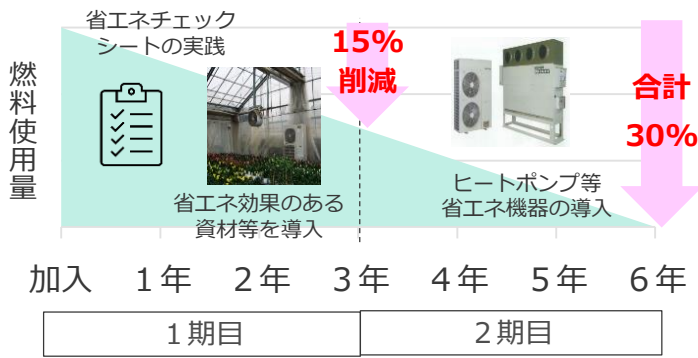 省エネチェック
シートの実践
15%
削減
合計
30%
燃料使用量
省エネ効果のある
資材等を導入
ヒートポンプ等
省エネ機器の導入
加入 1年 2年 3年 4年 5年 6年
1期目 2期目